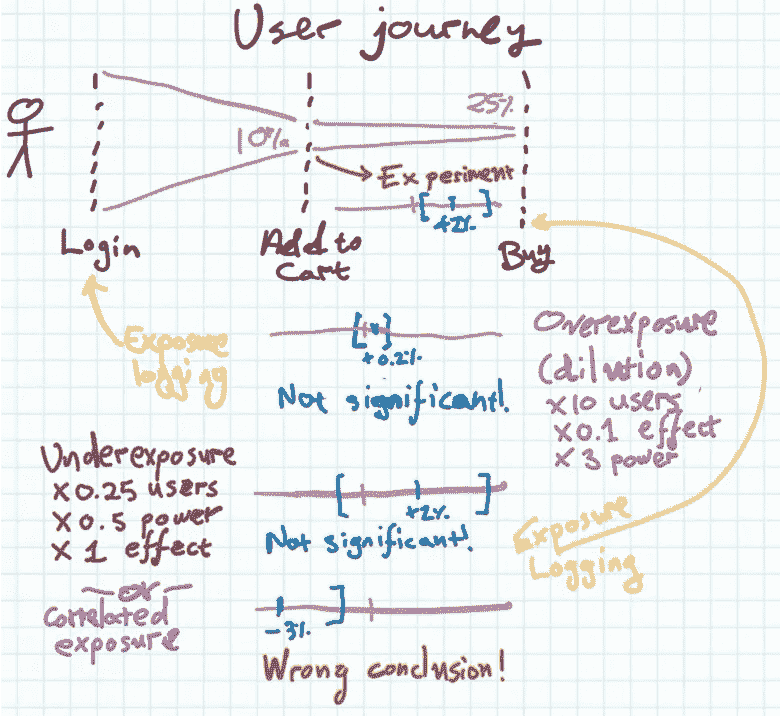 User journey
25%
10%
Experiment
+2%
Login
Add to
Cart
Buy
Exposure
logging
+0.2%
Not significant!
Overexposure
(dilution)
x10 users
x0.1 effect
x3 power
Underexposure
x0.25 users
x0.5 power
x1 effect
+2%
Not significant!
Exposure
Logging
or
Correlated
exposure
-3%
Wrong conclusion!